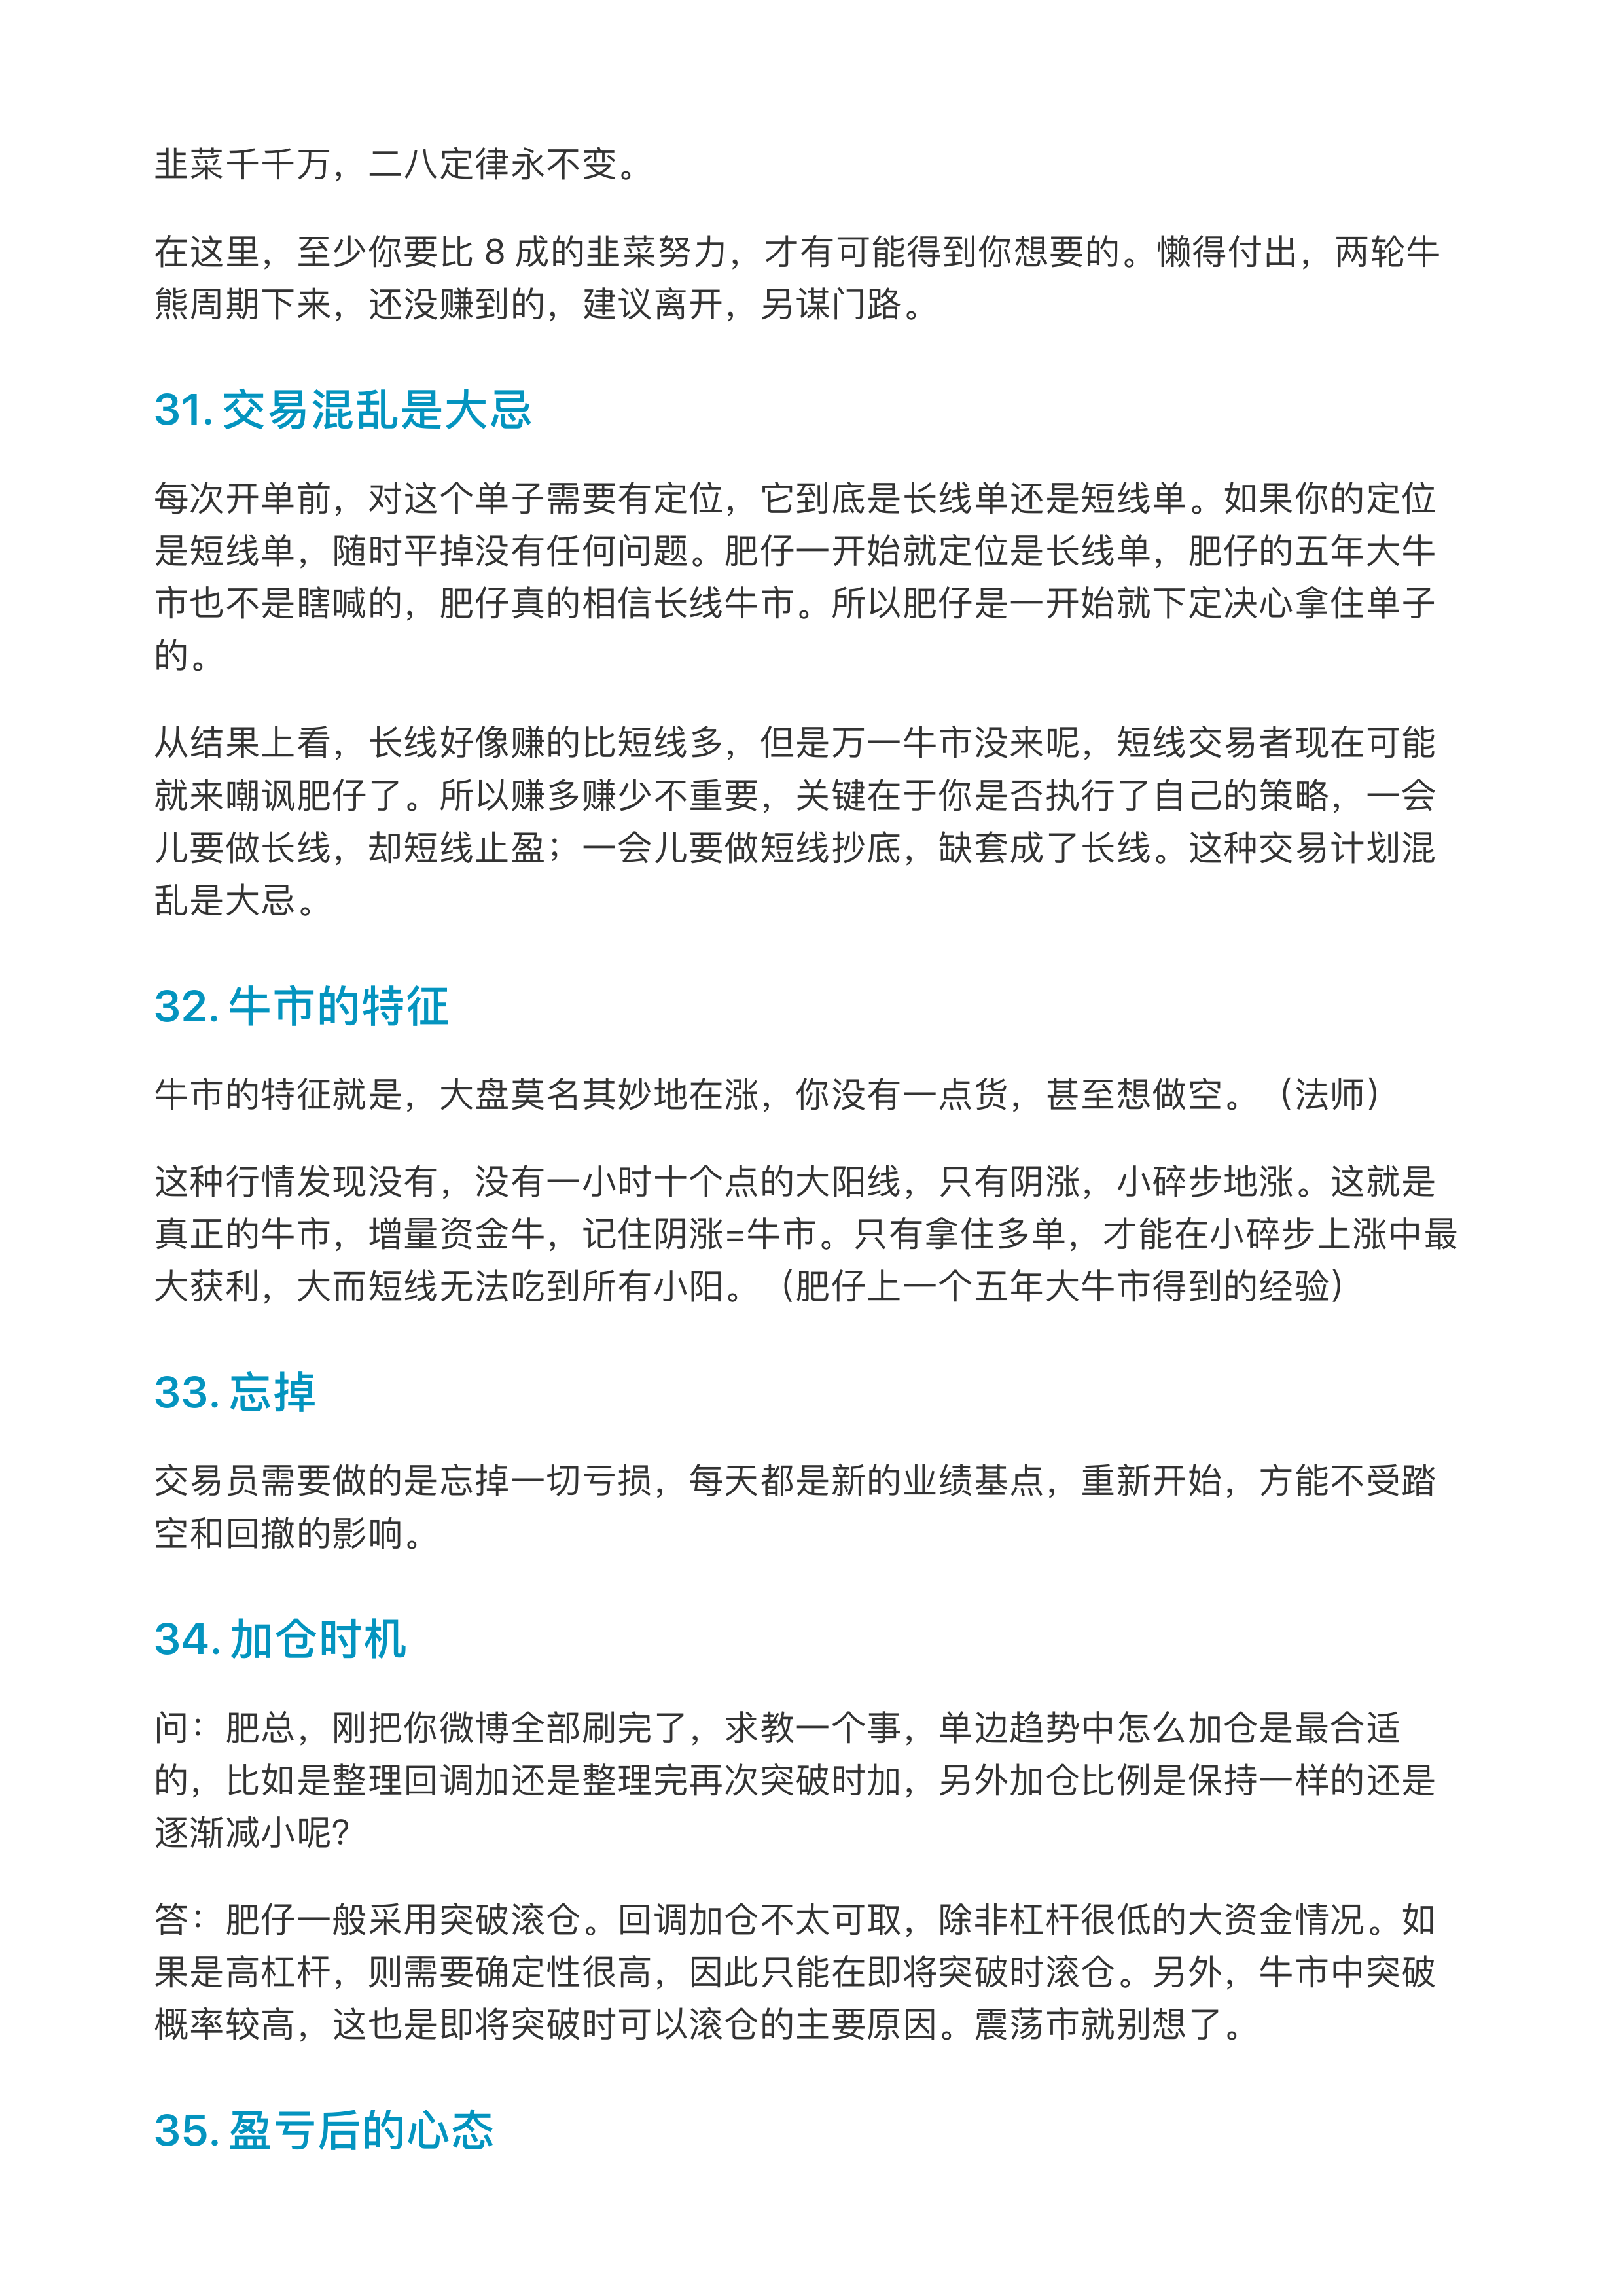 韭菜千千万，二八定律永不变。
在这里，至少你要比 8 成的韭菜努力，才有可能得到你想要的。懒得付出，两轮牛
熊周期下来，还没赚到的，建议离开，另谋门路。
31. 交易混乱是大忌
每次开单前，对这个单子需要有定位，它到底是长线单还是短线单。如果你的定位
是短线单，随时平掉没有任何问题。肥仔一开始就定位是长线单，肥仔的五年大牛
市也不是瞎喊的，肥仔真的相信长线牛市。所以肥仔是一开始就下定决心拿住单子
的。
从结果上看，长线好像赚的比短线多，但是万一牛市没来呢，短线交易者现在可能
就来嘲讽肥仔了。所以赚多赚少不重要，关键在于你是否执行了自己的策略，一会
儿要做长线，却短线止盈；一会儿要做短线抄底，缺套成了长线。这种交易计划混
乱是大忌。
32. 牛市的特征
牛市的特征就是，大盘莫名其妙地在涨，你没有一点货，甚至想做空。（法师）
这种行情发现没有，没有一小时十个点的大阳线，只有阴涨，小碎步地涨。这就是
真正的牛市，增量资金牛，记住阴涨=牛市。只有拿住多单，才能在小碎步上涨中最
大获利，大而短线无法吃到所有小阳。（肥仔上一个五年大牛市得到的经验）
33. 忘掉
交易员需要做的是忘掉一切亏损，每天都是新的业绩基点，重新开始，方能不受踏
空和回撤的影响。
34. 加仓时机
问：肥总，刚把你微博全部刷完了，求教一个事，单边趋势中怎么加仓是最合适
的，比如是整理回调加还是整理完再次突破时加，另外加仓比例是保持一样的还是
逐渐减小呢？
答：肥仔一般采用突破滚仓。回调加仓不太可取，除非杠杆很低的大资金情况。如
果是高杠杆，则需要确定性很高，因此只能在即将突破时滚仓。另外，牛市中突破
概率较高，这也是即将突破时可以滚仓的主要原因。震荡市就别想了。
35. 盈亏后的心态